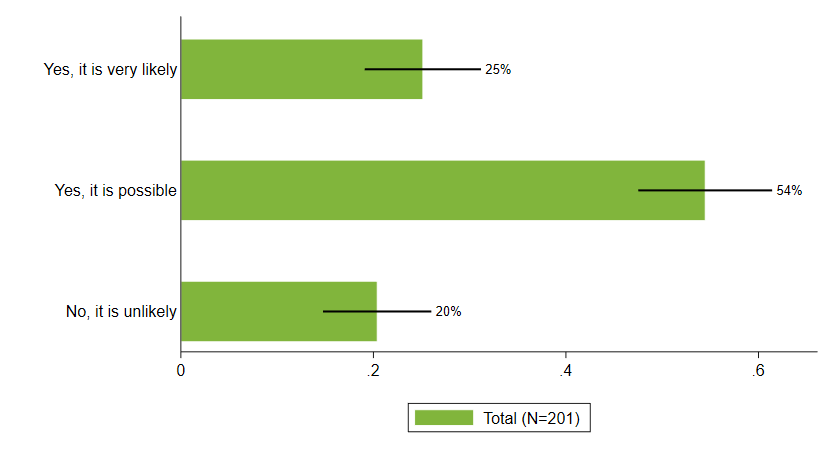 Yes, it is very likely 25%
Yes, it is possible 54%
No, it is unlikely 20%
0 .2 .4 .6
Total (N=201)